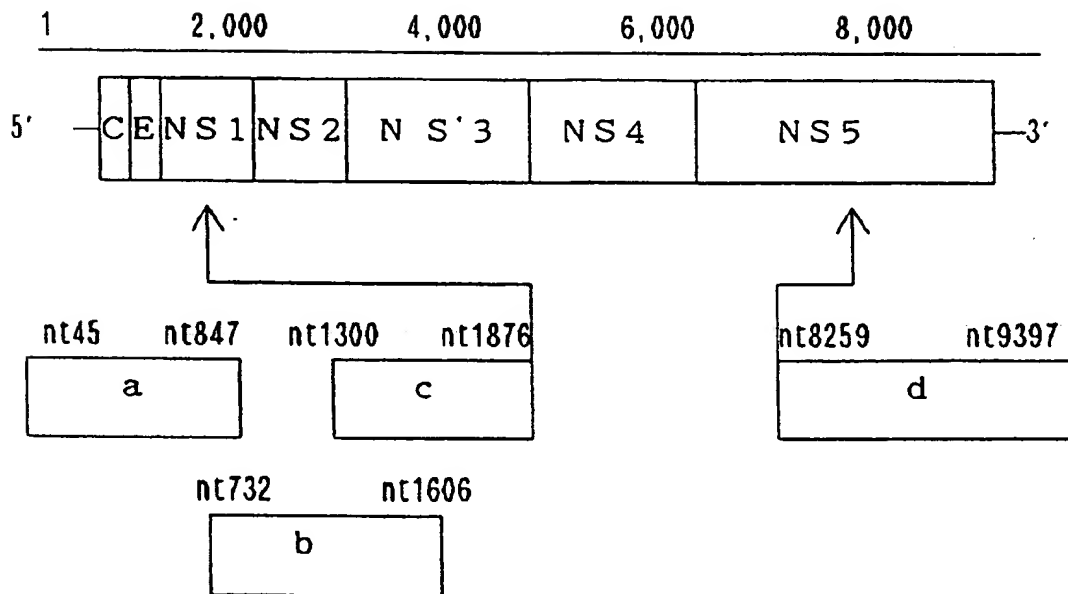 1 2,000 4,000 6,000 8,000
5' C E NS1 NS2 N S'3 NS4 NS5 3'
nt45 nt847 nt1300 nt1876 nt8259 nt9397
a c d
nt732 nt1606
b